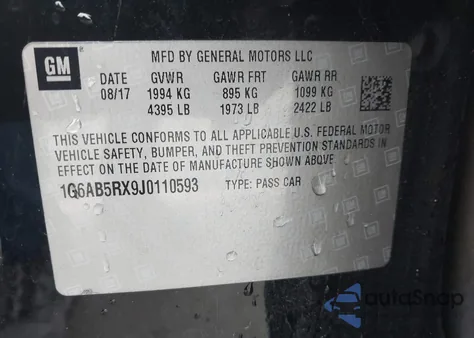 GM
MFD BY GENERAL MOTORS LLC
DATE GVWR GAWR FRT GAWR RR
08/17 1994 KG 895 KG 1099 KG
4395 LB 1973 LB 2422 LB
THIS VEHICLE CONFORMS TO ALL APPLICABLE U.S. FEDERAL MOTOR
VEHICLE SAFETY, BUMPER, AND THEFT PREVENTION STANDARDS IN
EFFECT ON THE DATE OF MANUFACTURE SHOWN ABOVE.
1G6AB5RX9J0110593 TYPE: PASS CAR
autoSnap